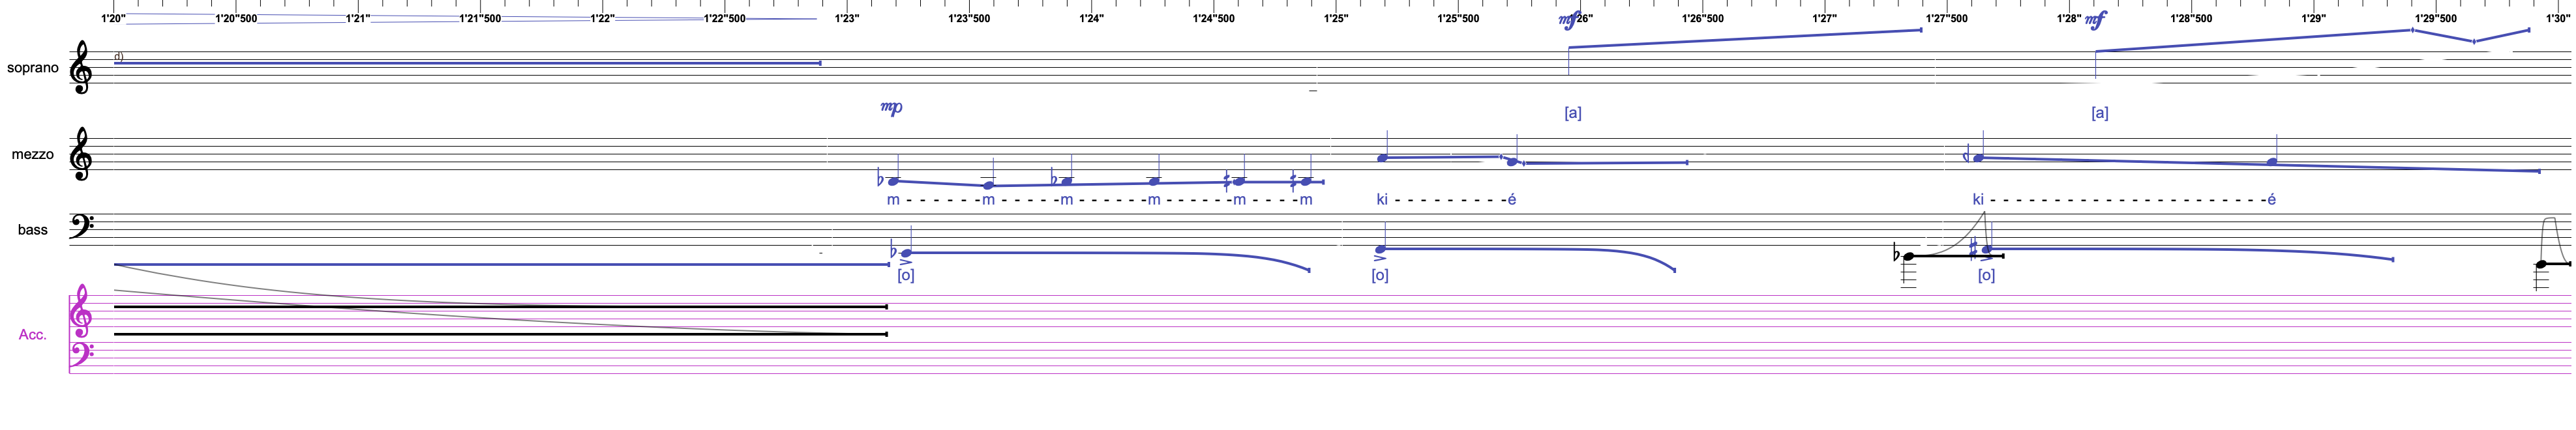 1'20" 1'20"500 1'21" 1'21"500 1'22" 1'22"500 1'23" 1'23"500 1'24" 1'24"500 1'25" 1'25"500 1'26" 1'26"500 1'27" 1'27"500 1'28" 1'28"500 1'29" 1'29"500 1'30"
mf mf
d)
soprano
mp [a] [a]
mezzo
m - - - - - - m - - - - - m - - - - - - m - - - - - - m - - - - m ki - - - - - - - - é ki - - - - - - - - - - - - - - - - - - - é
bass
[o] [o] [o]
Acc.